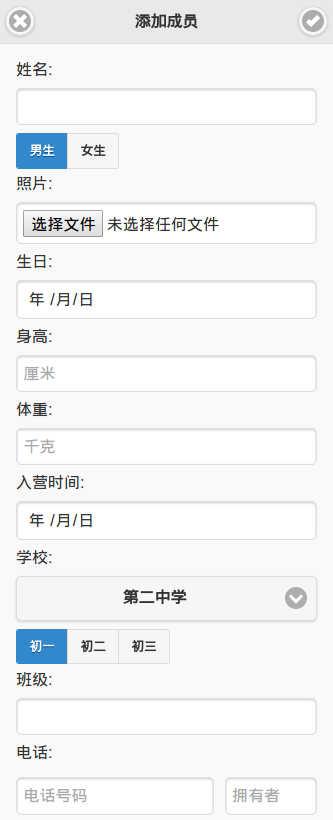 添加成员
姓名:
男生 女生
照片:
选择文件 未选择任何文件
生日:
年 /月/日
身高:
厘米
体重:
千克
入营时间:
年 /月/日
学校:
第二中学
初一 初二 初三
班级:
电话:
电话号码 拥有者